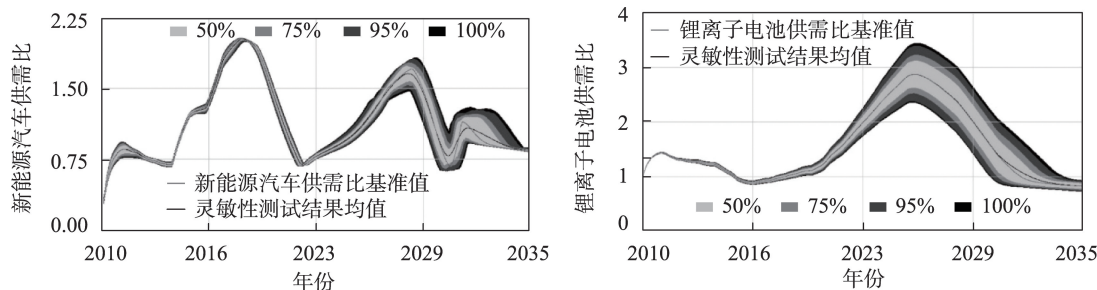 2.25
50% 75% 95% 100%
1.50
0.75
0.00
新能源汽车供需比
新能源汽车供需比基准值
灵敏性测试结果均值
2010 2016 2023 2029 2035
年份
4
3
2
1
0
锂离子电池供需比
锂离子电池供需比基准值
灵敏性测试结果均值
50% 75% 95% 100%
2010 2016 2023 2029 2035
年份